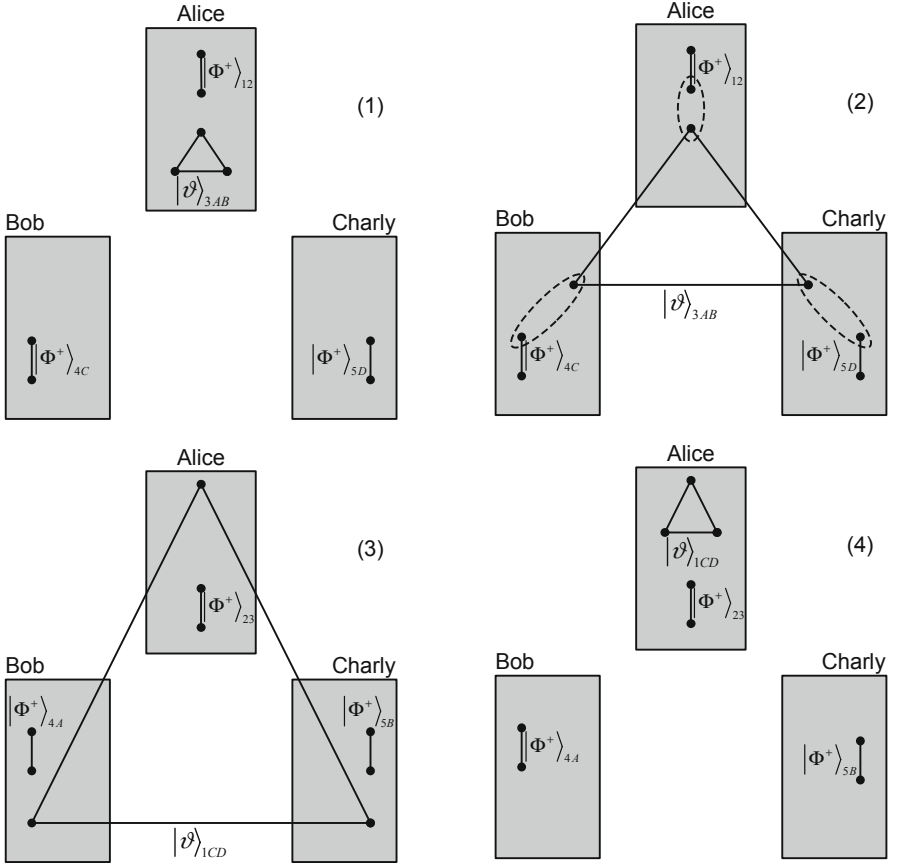 Alice
|Φ⁺⟩₁₂
(1)
|ϑ⟩₃AB
Bob
Charly
|Φ⁺⟩₄C
|Φ⁺⟩₅D
Alice
|Φ⁺⟩₁₂
(2)
Bob
Charly
|ϑ⟩₃AB
|Φ⁺⟩₄C
|Φ⁺⟩₅D
Alice
(3)
|Φ⁺⟩₂₃
Bob
Charly
|Φ⁺⟩₄A
|Φ⁺⟩₅B
|ϑ⟩₁CD
Alice
(4)
|ϑ⟩₁CD
|Φ⁺⟩₂₃
Bob
Charly
|Φ⁺⟩₄A
|Φ⁺⟩₅B